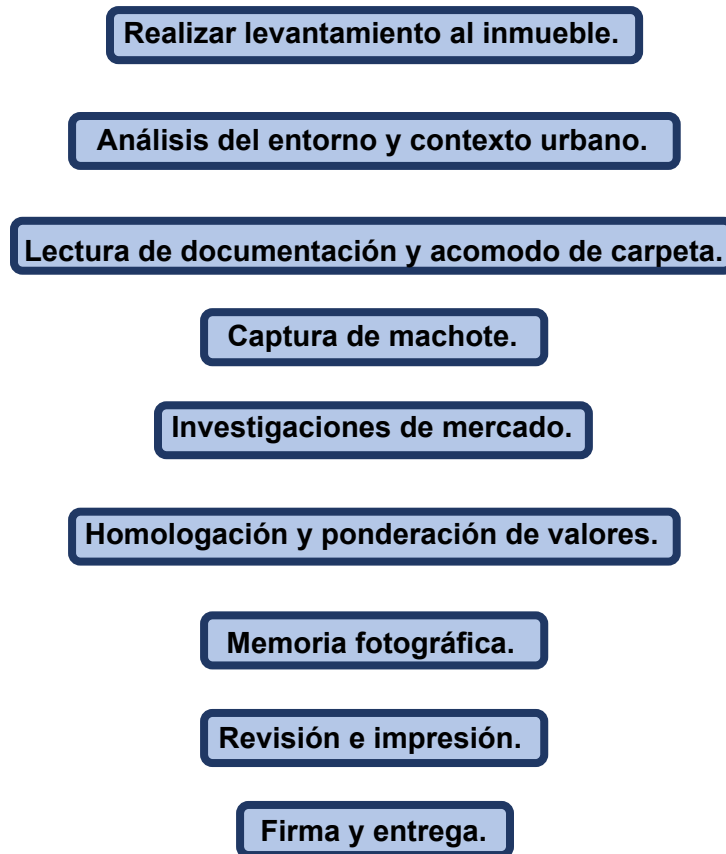 Realizar levantamiento al inmueble.
Análisis del entorno y contexto urbano.
Lectura de documentación y acomodo de carpeta.
Captura de machote.
Investigaciones de mercado.
Homologación y ponderación de valores.
Memoria fotográfica.
Revisión e impresión.
Firma y entrega.